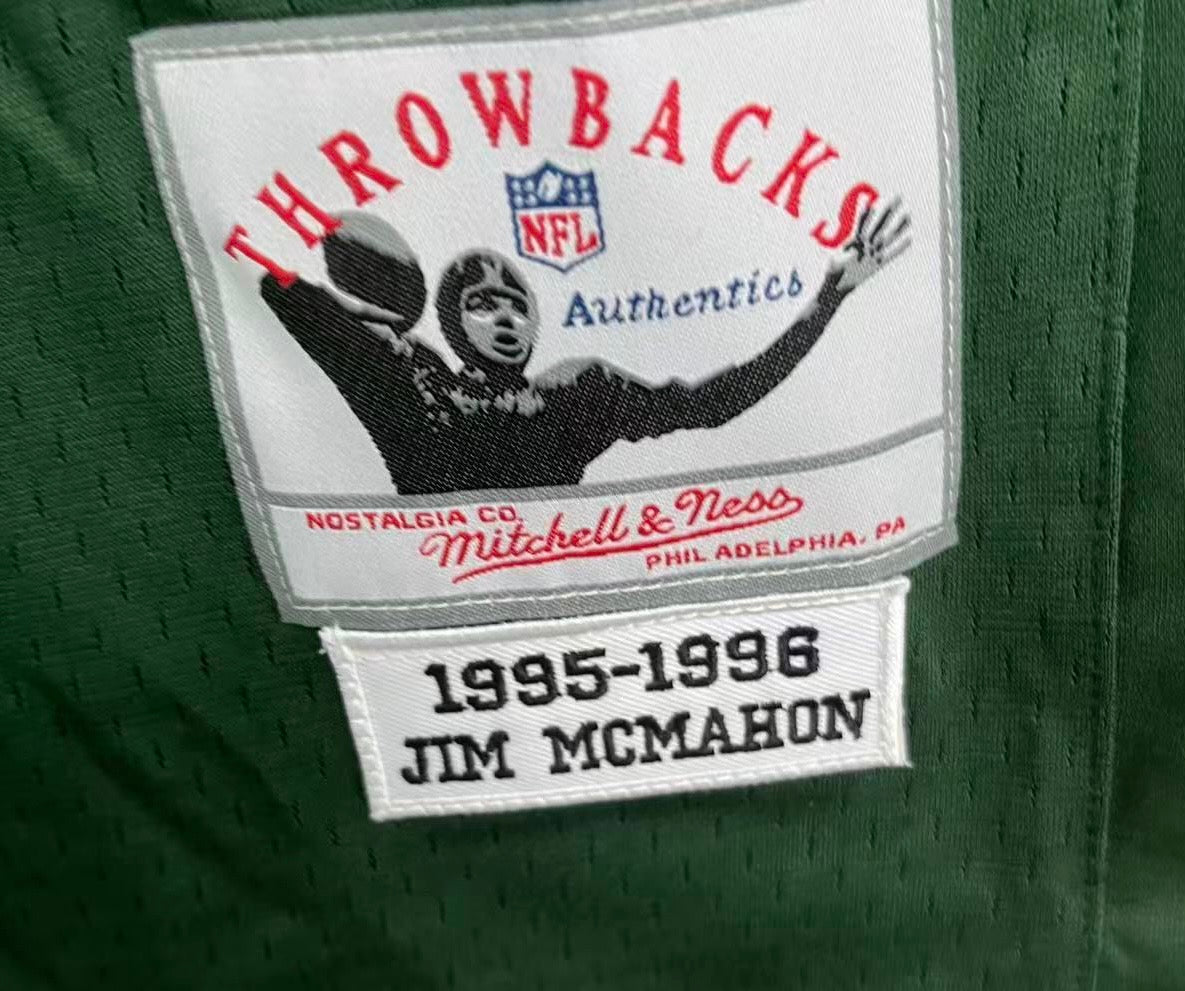 THROWBACKS
NFL
Authentics
NOSTALGIA CO.
Mitchell & Ness
PHILADELPHIA, PA
1995-1996
JIM MCMAHON